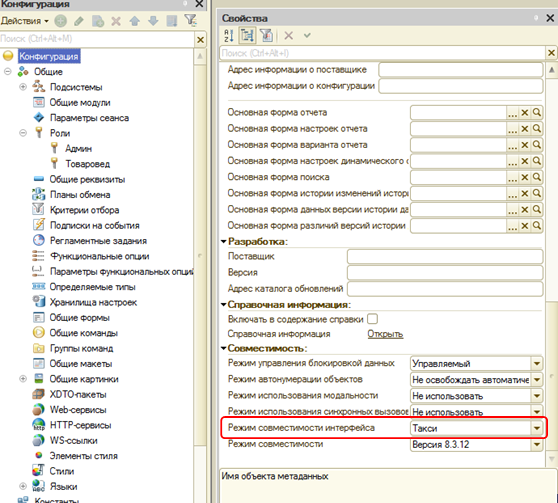 Конфигурация
Действия
Поиск (Ctrl+Alt+M)
Конфигурация
Общие
Подсистемы
Общие модули
Параметры сеанса
Роли
Админ
Товаровед
Общие реквизиты
Планы обмена
Критерии отбора
Подписки на события
Регламентные задания
Функциональные опции
Параметры функциональных опций
Определяемые типы
Хранилища настроек
Общие формы
Общие команды
Группы команд
Общие макеты
Общие картинки
XDTO-пакеты
Web-сервисы
HTTP-сервисы
WS-ссылки
Элементы стиля
Стили
Языки
Константы
Свойства
Поиск (Ctrl+Alt+I)
Адрес информации о поставщике
Адрес информации о конфигурации
Основная форма отчета
Основная форма настроек отчета
Основная форма варианта отчета
Основная форма настроек динамического с
Основная форма поиска
Основная форма истории изменений истори
Основная форма данных версии истории да
Основная форма различий версий истории
Разработка:
Поставщик
Версия
Адрес каталога обновлений
Справочная информация:
Включать в содержание справки
Справочная информация Открыть
Совместимость:
Режим управления блокировкой данных Управляемый
Режим автонумерации объектов Не освобождать автоматиче
Режим использования модальности Не использовать
Режим использования синхронных вызовов Не использовать
Режим совместимости интерфейса Такси
Режим совместимости Версия 8.3.12
Имя объекта метаданных